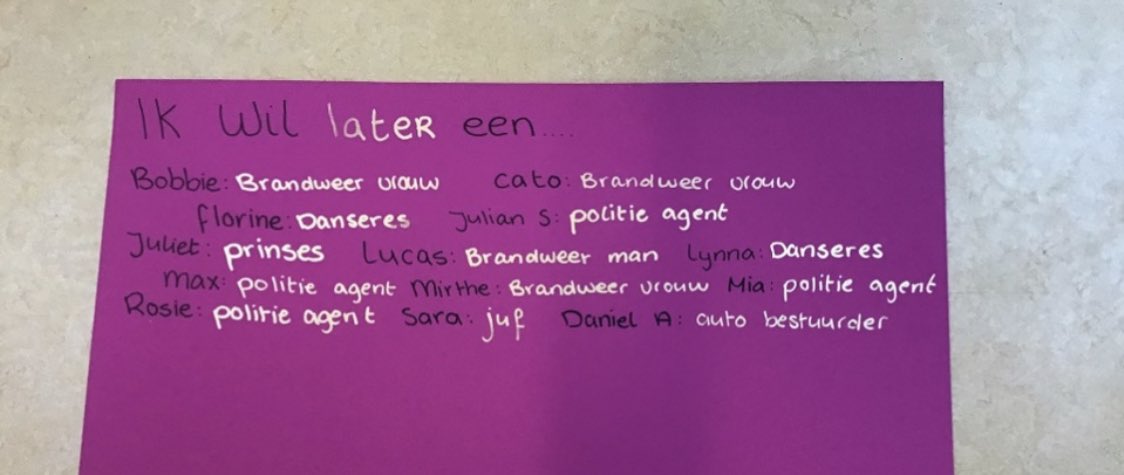 Ik wil later een....
Bobbie: Brandweer vrouw Cato: Brandweer vrouw
florine: Danseres Julian S: politie agent
Juliet: prinses Lucas: Brandweer man Lynna: Danseres
Max: politie agent Mirthe: Brandweer vrouw Mia: politie agent
Rosie: politie agent Sara: juf Daniel A: auto bestuurder